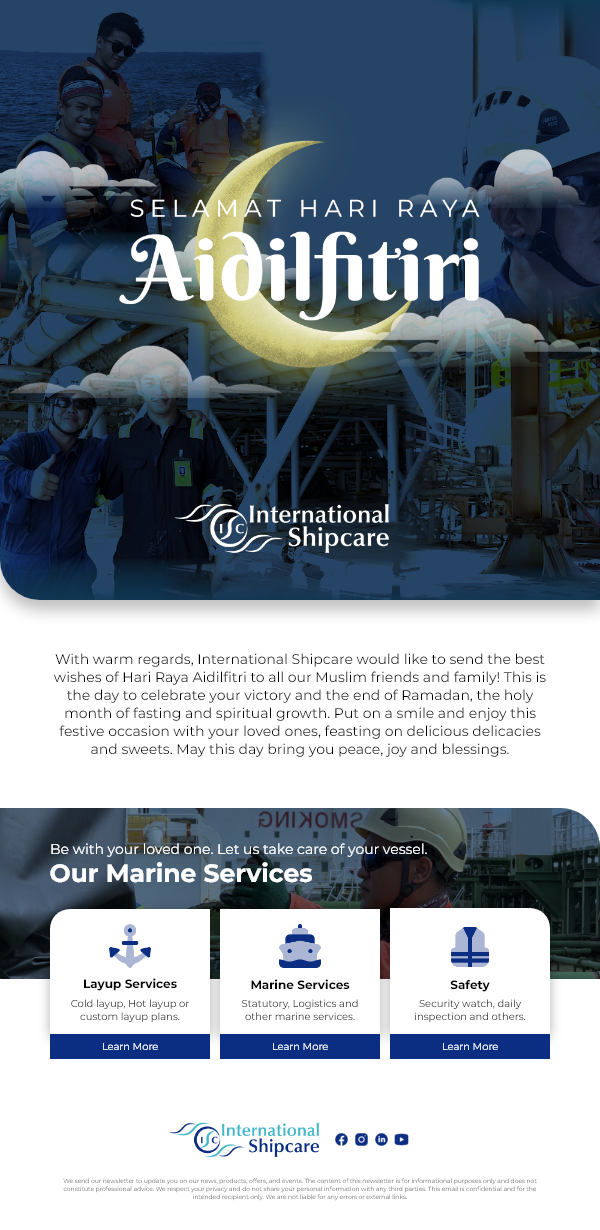 SELAMAT HARI RAYA
Aidilfitiri
ISC International
Shipcare
With warm regards, International Shipcare would like to send the best
wishes of Hari Raya Aidilfitri to all our Muslim friends and family! This is
the day to celebrate your victory and the end of Ramadan, the holy
month of fasting and spiritual growth. Put on a smile and enjoy this
festive occasion with your loved ones, feasting on delicious delicacies
and sweets. May this day bring you peace, joy and blessings.
SMOKING
Be with your loved one. Let us take care of your vessel.
Our Marine Services
Layup Services
Cold layup, Hot layup or
custom layup plans.
Learn More
Marine Services
Statutory, Logistics and
other marine services.
Learn More
Safety
Security watch, daily
inspection and others.
Learn More
ISC International
Shipcare
We send our newsletter to update you on our news, products, offers, and events. The content of this newsletter is for informational purposes only and does not
constitute professional advice. We respect your privacy and do not share your personal information with any third parties. This email is confidential and for the
intended recipient only. We are not liable for any errors or external links.